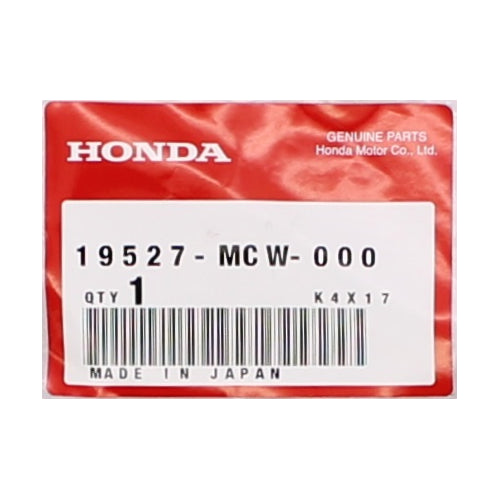 HONDA
GENUINE PARTS
Honda Motor Co., Ltd.
19527-MCW-000
QTY 1 K4X17
MADE IN JAPAN